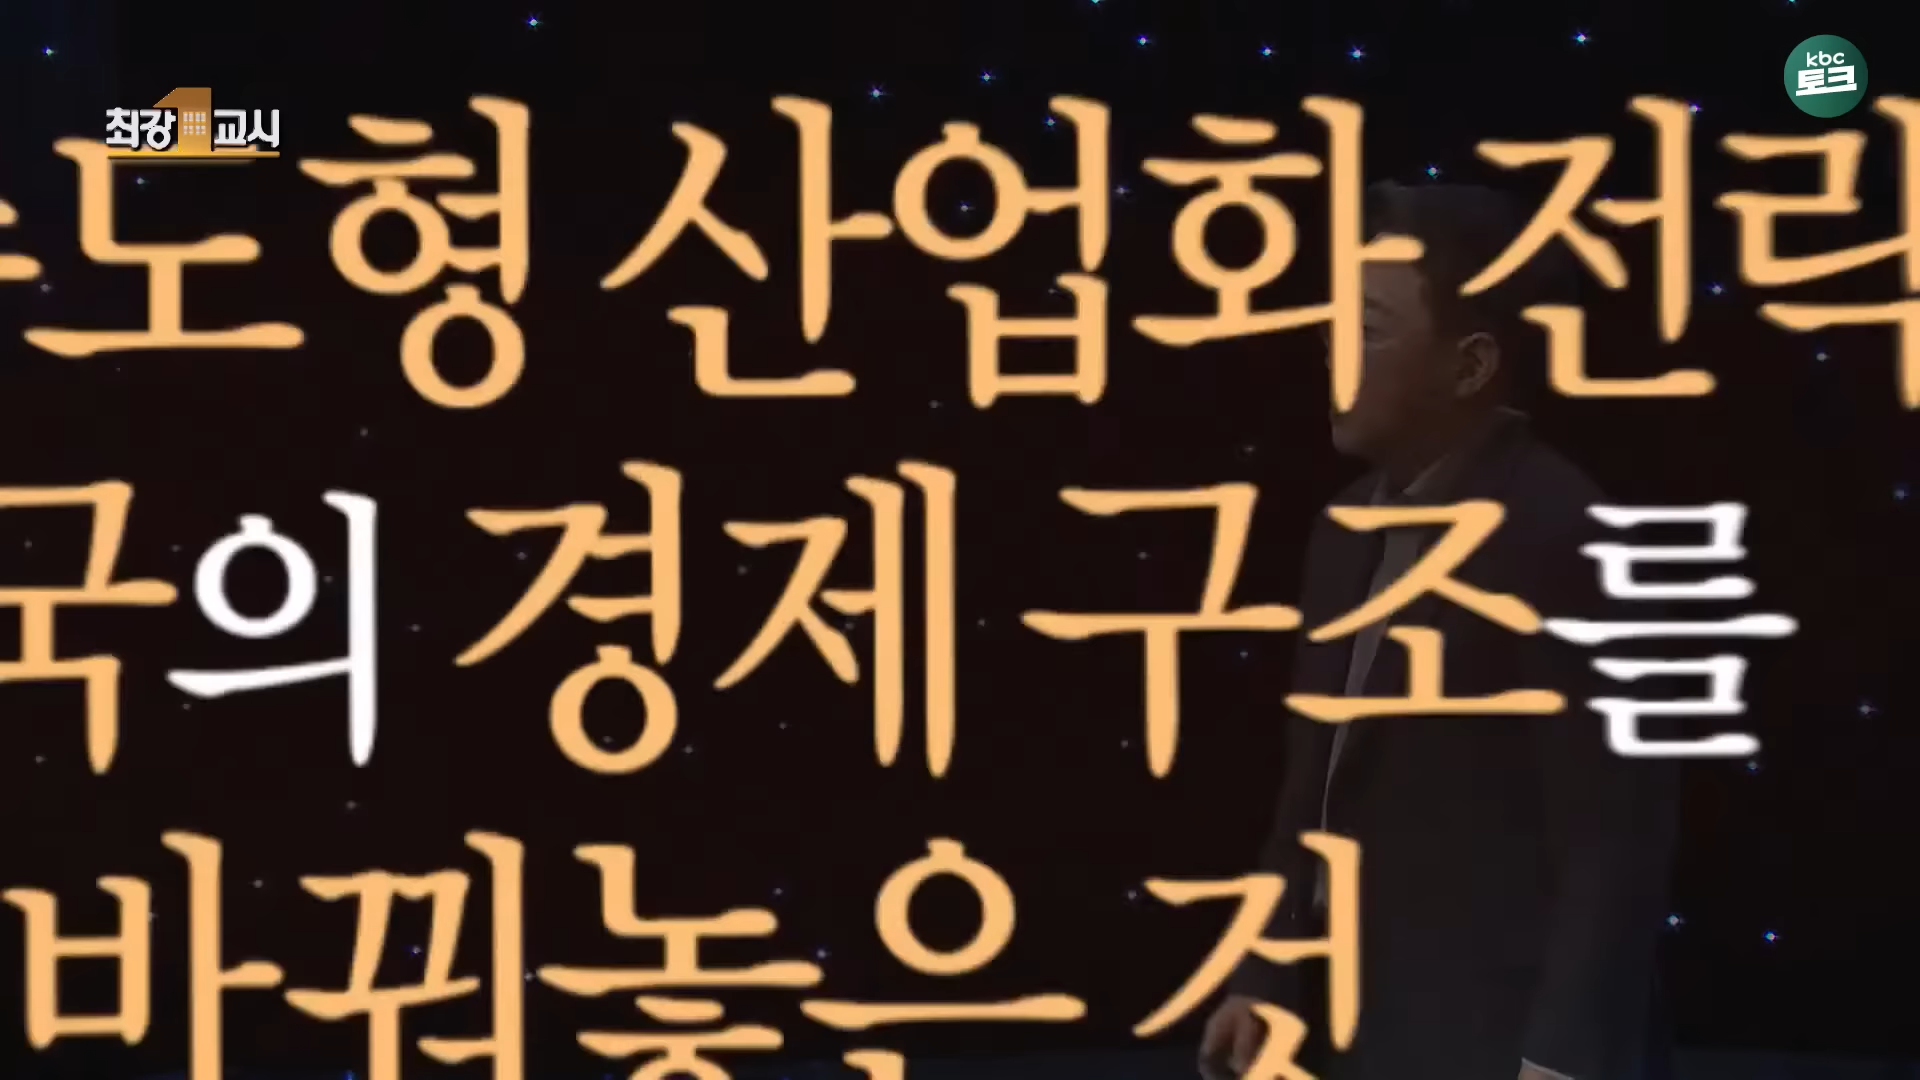 kbc
토크
최강1교시
도형 산업화 전략
국의 경제 구조를
바꿔놓은 것